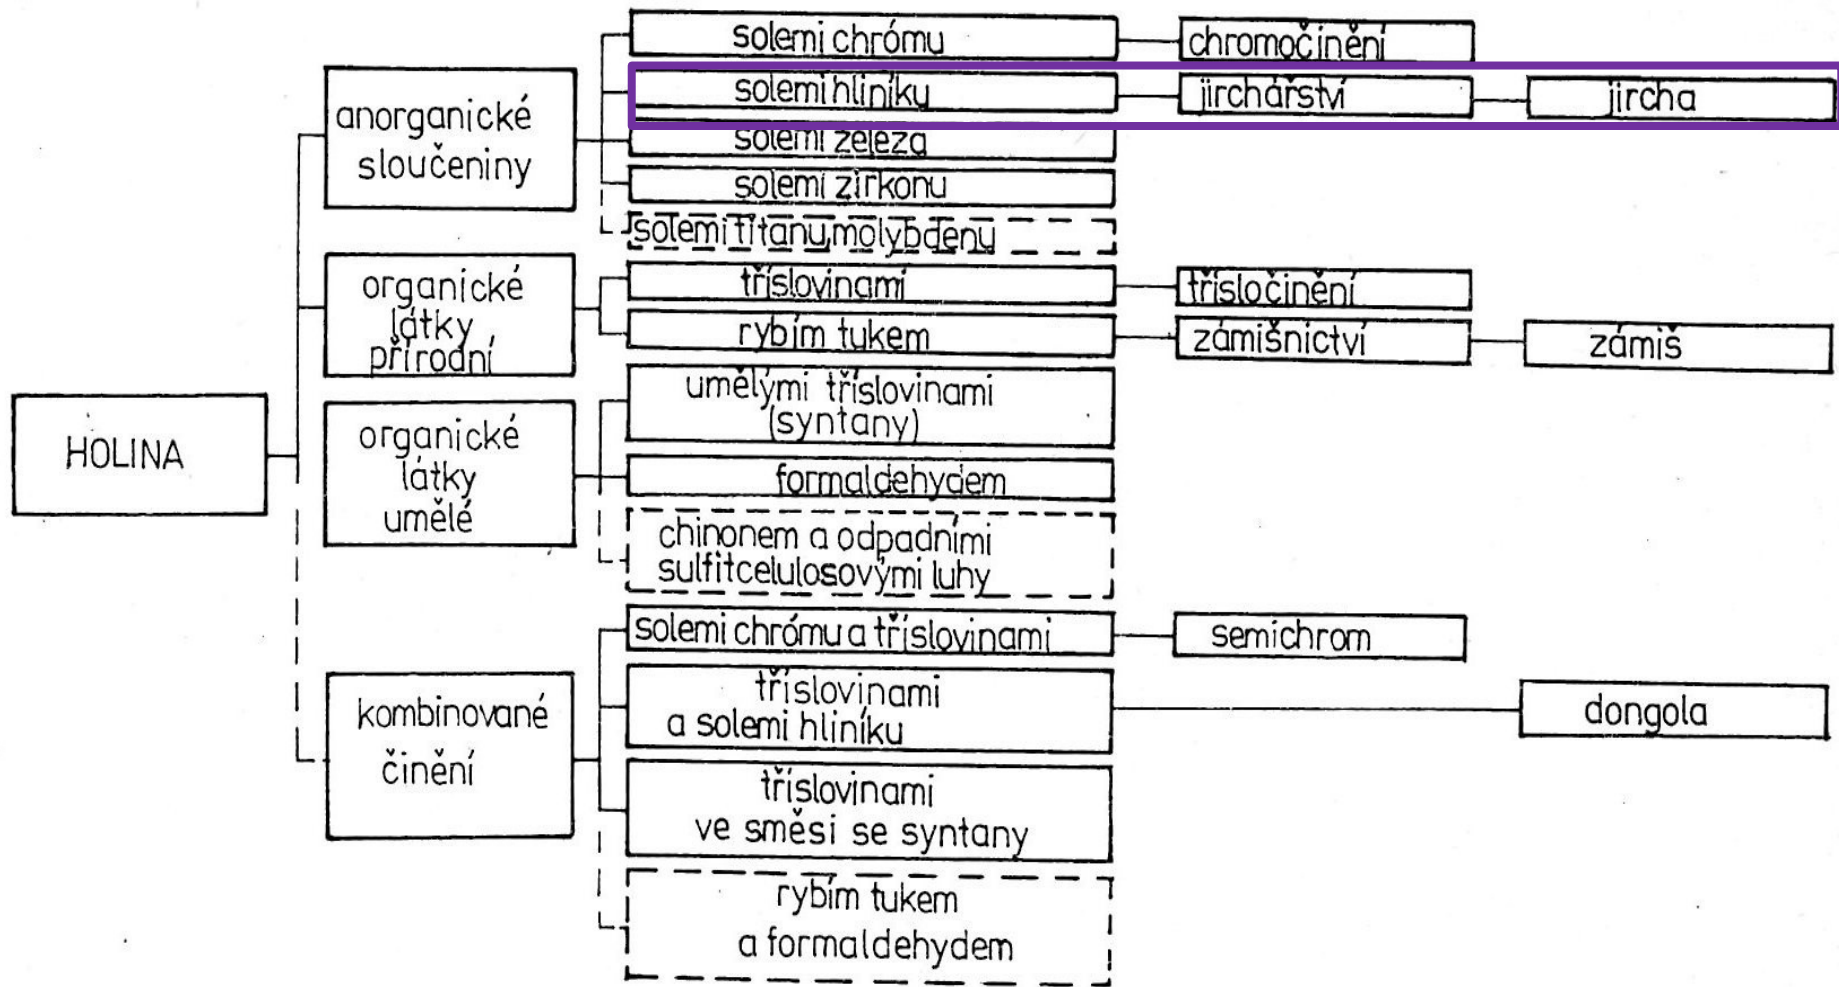 HOLINA
anorganické
sloučeniny
solemi chrómu
chromočinění
solemi hliníku
jirchářství
jircha
solemi železa
solemi zirkonu
solemi titanu, molybdenu
organické
látky
přírodní
tříslovinami
třísločinění
rybím tukem
zámišnictví
zámiš
organické
látky
umělé
umělými tříslovinami
(syntany)
formaldehydem
chinonem a odpadními
sulfitcelulosovými luhy
kombinované
činění
solemi chrómu a tříslovinami
semichrom
tříslovinami
a solemi hliníku
dongola
tříslovinami
ve směsi se syntany
rybím tukem
a formaldehydem